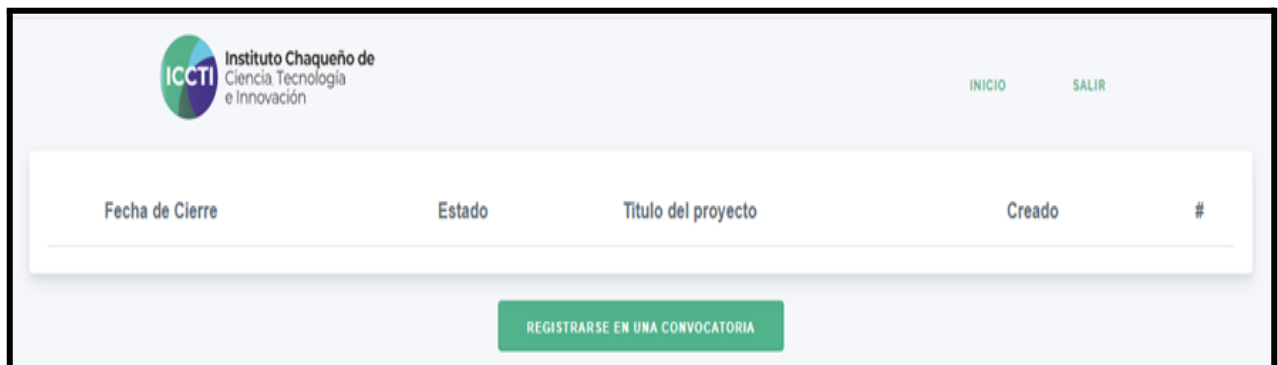 ICCTI
Instituto Chaqueño de
Ciencia Tecnología
e Innovación
INICIO SALIR
Fecha de Cierre Estado Titulo del proyecto Creado #
REGISTRARSE EN UNA CONVOCATORIA